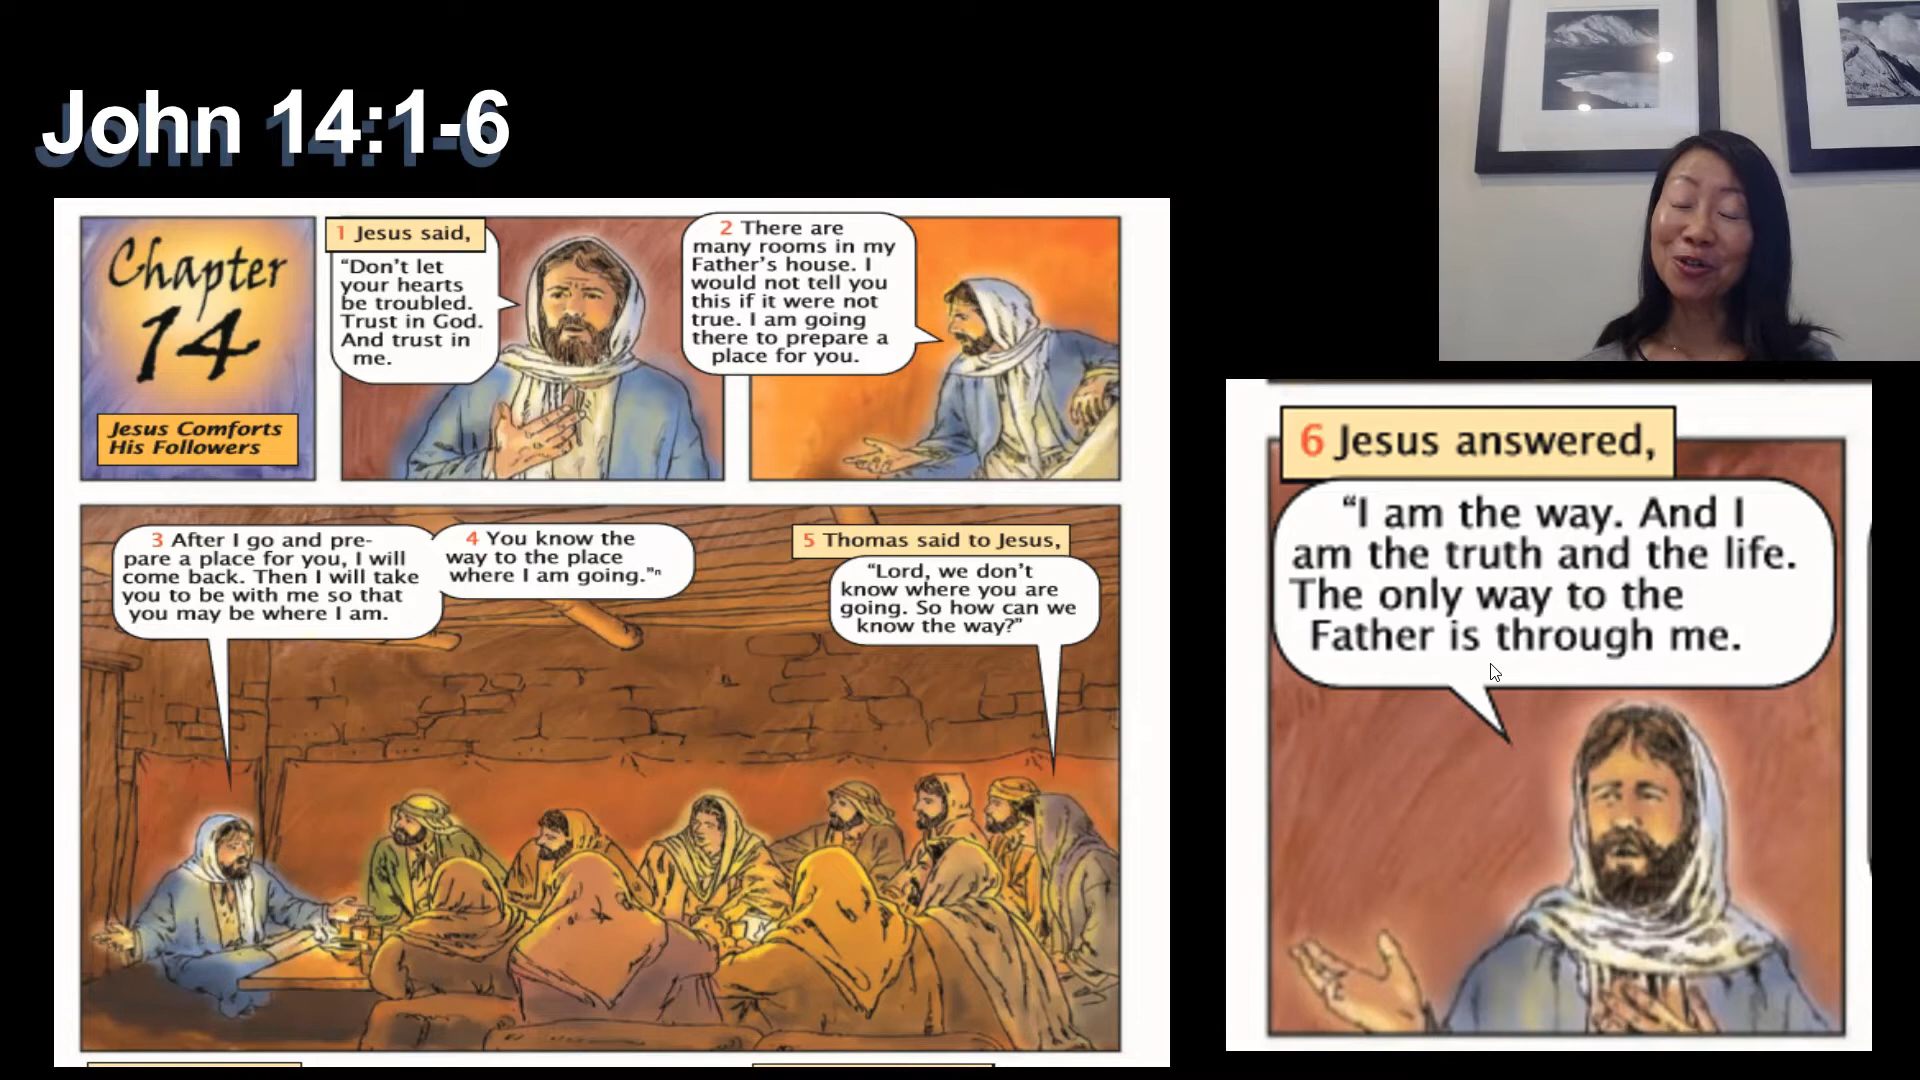 John 14:1-6
Chapter
14
Jesus Comforts
His Followers
1 Jesus said,
“Don’t let
your hearts
be troubled.
Trust in God.
And trust in
me.
2 There are
many rooms in my
Father’s house. I
would not tell you
this if it were not
true. I am going
there to prepare a
place for you.
3 After I go and pre-
pare a place for you, I will
come back. Then I will take
you to be with me so that
you may be where I am.
4 You know the
way to the place
where I am going.”n
5 Thomas said to Jesus,
“Lord, we don’t
know where you are
going. So how can we
know the way?”
6 Jesus answered,
“I am the way. And I
am the truth and the life.
The only way to the
Father is through me.